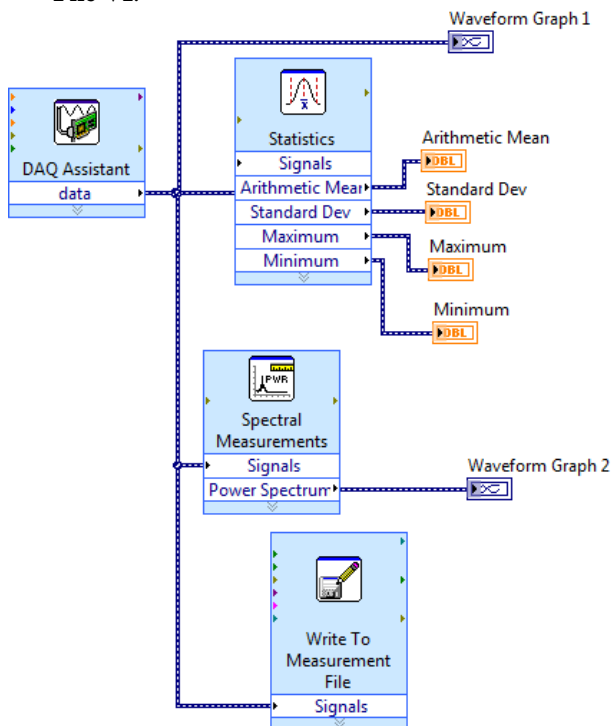 Waveform Graph 1
DAQ Assistant
data
Statistics
Signals
Arithmetic Mear
Standard Dev
Maximum
Minimum
Arithmetic Mean
DBL
Standard Dev
DBL
Maximum
DBL
Minimum
DBL
PWR
Spectral
Measurements
Signals
Power Spectrum
Waveform Graph 2
Write To
Measurement
File
Signals